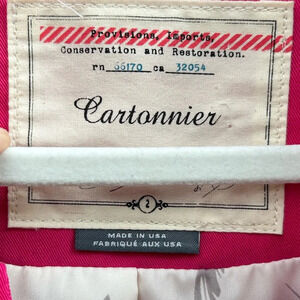 Provisions, Imports,
Conservation and Restoration.
rn 66170 ca 32054
Cartonnier
2
MADE IN USA
FABRIQUÉ AUX USA